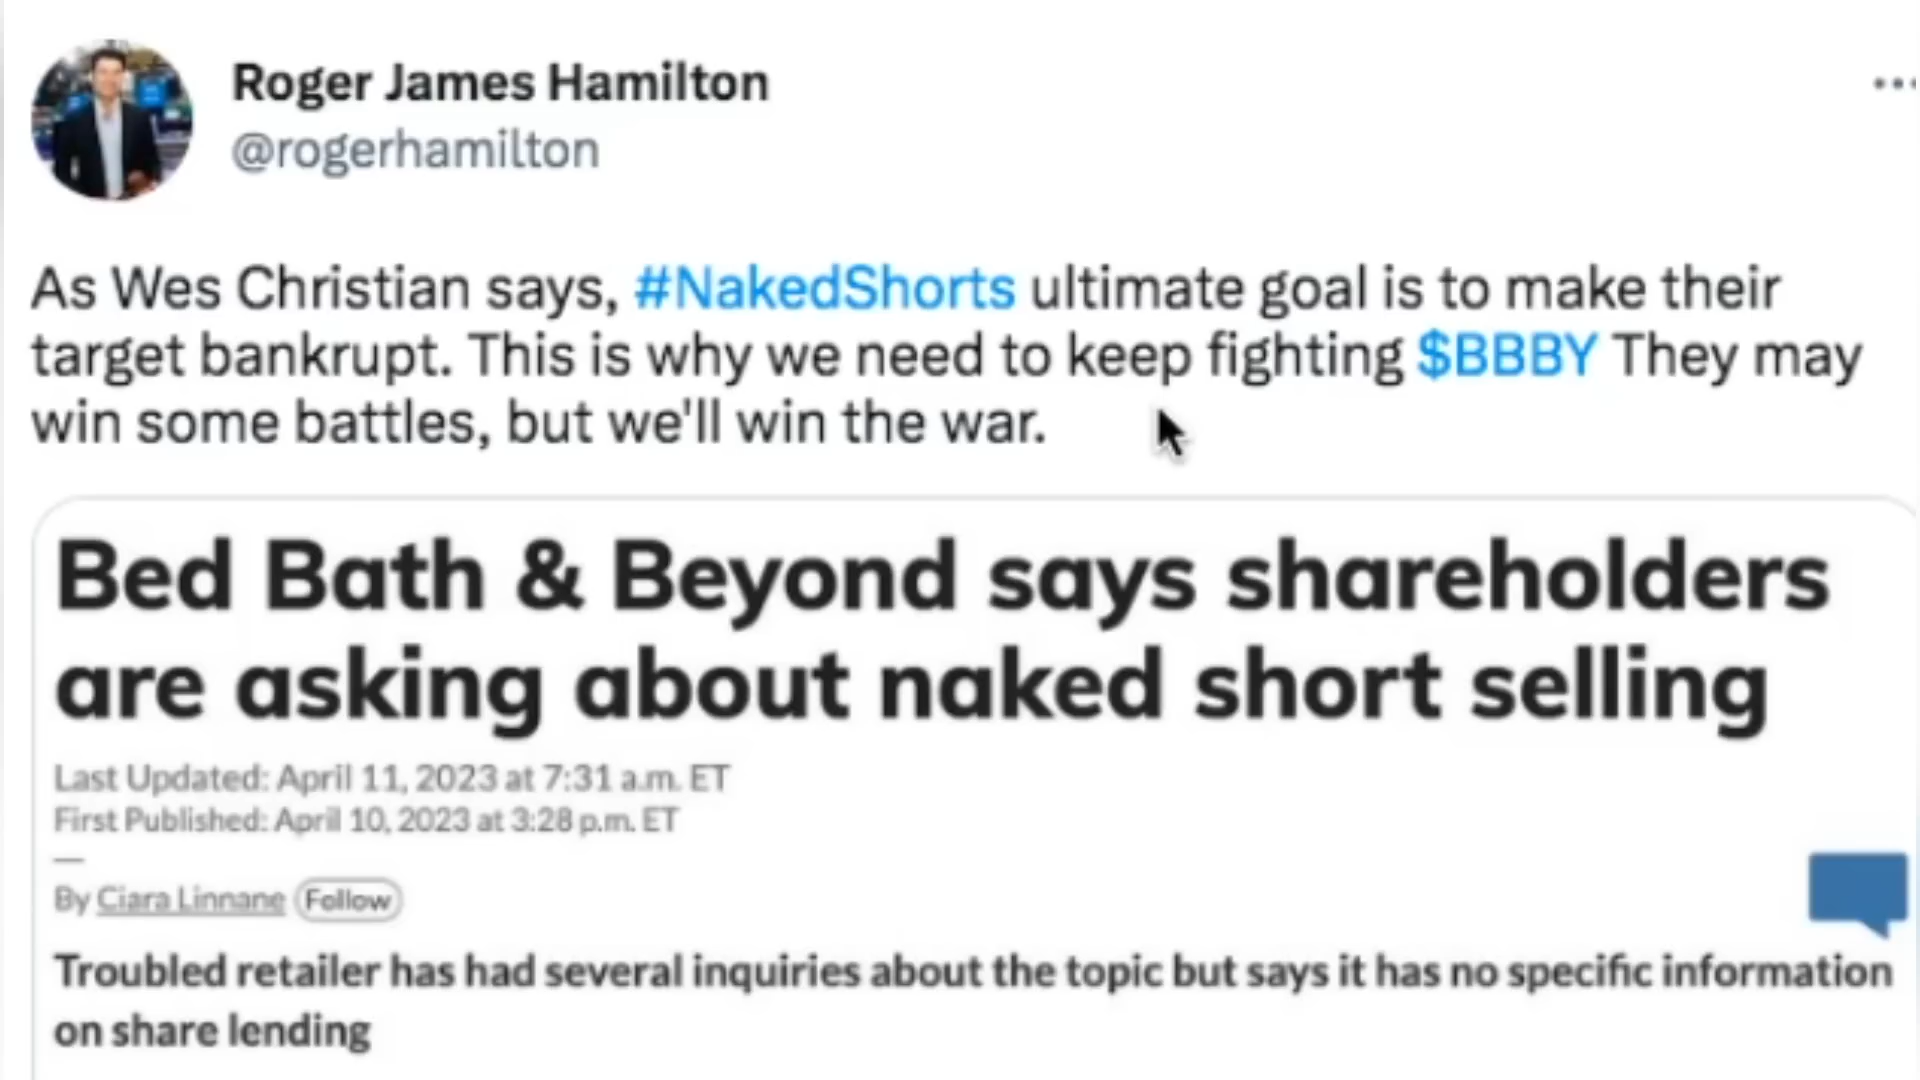 Roger James Hamilton
@rogerhamilton
As Wes Christian says, #NakedShorts ultimate goal is to make their
target bankrupt. This is why we need to keep fighting $BBBY They may
win some battles, but we'll win the war.
Bed Bath & Beyond says shareholders
are asking about naked short selling
Last Updated: April 11, 2023 at 7:31 a.m. ET
First Published: April 10, 2023 at 3:28 p.m. ET
By Ciara Linnane Follow
Troubled retailer has had several inquiries about the topic but says it has no specific information
on share lending